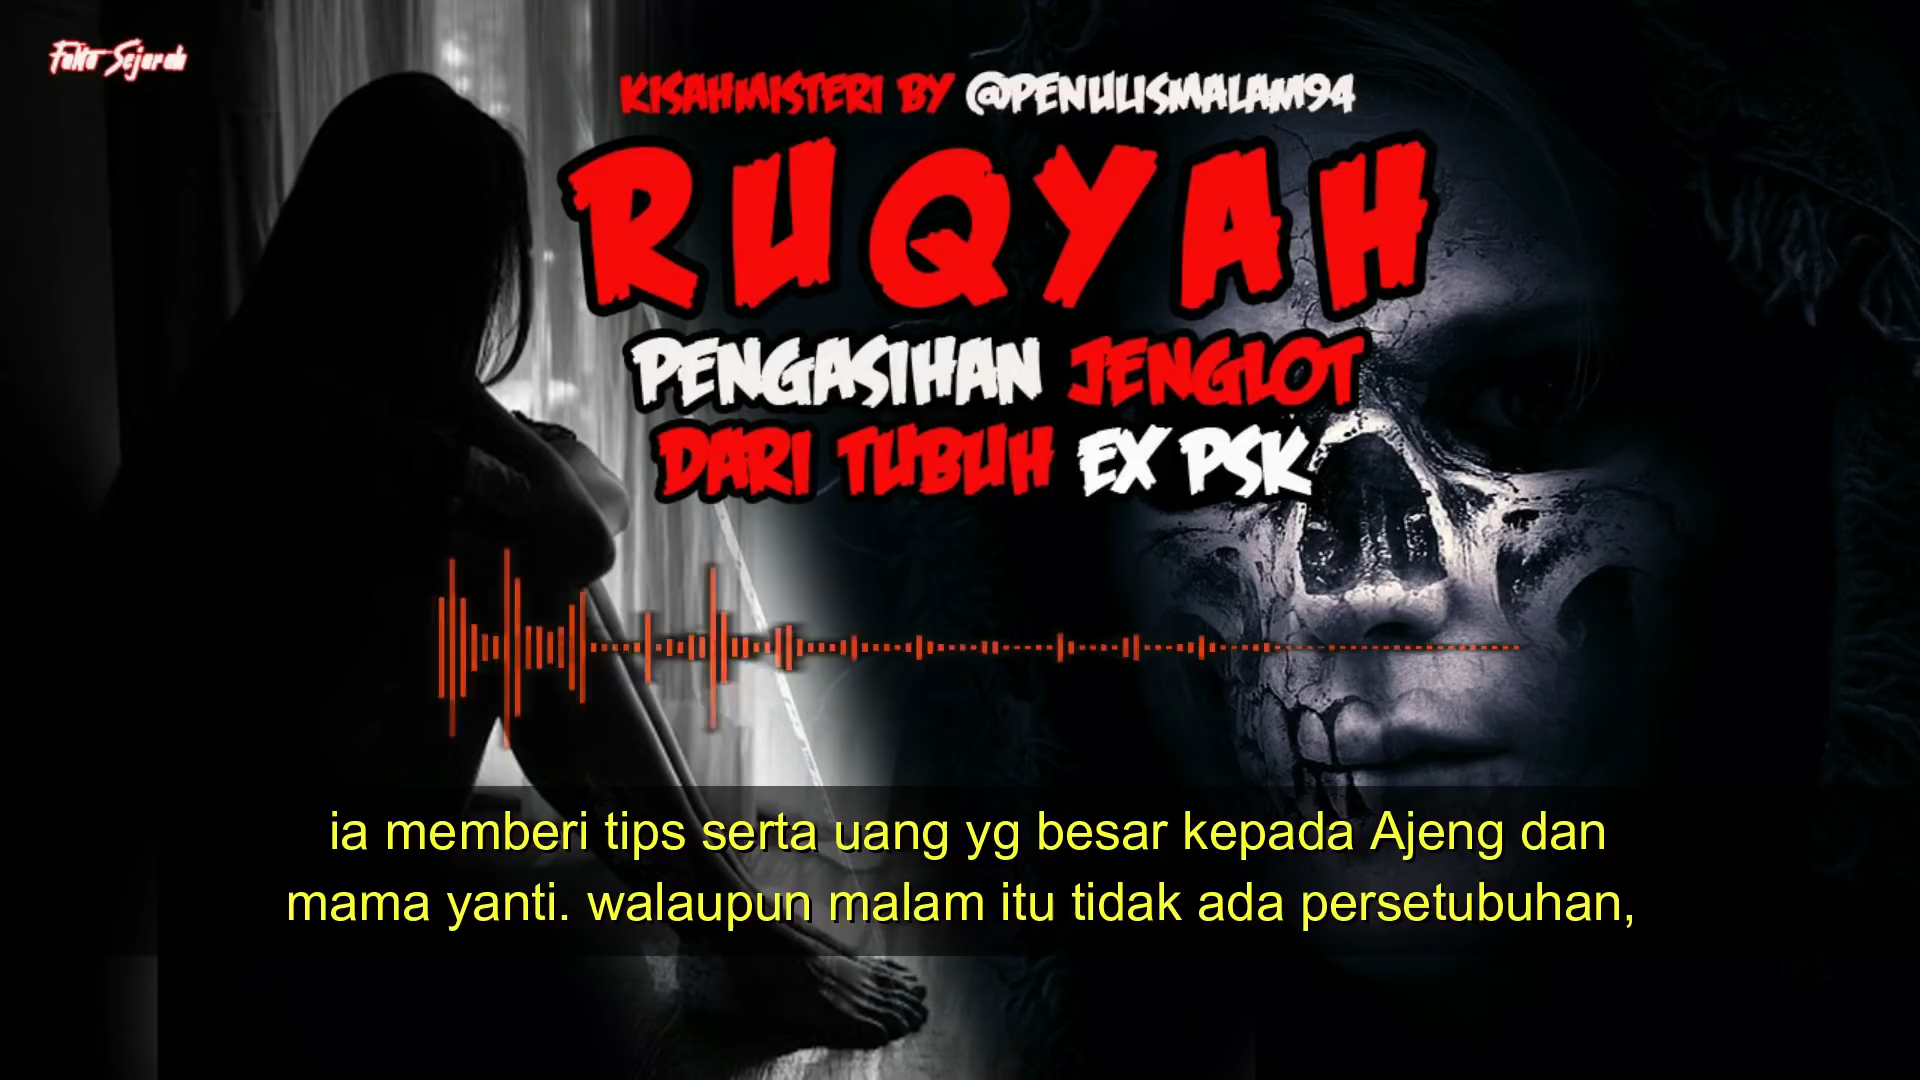 Fakta Sejarah
KISAHMISTERI BY @PENULISMALAM94
RUQYAH
PENGASIHAN JENGLOT
DARI TUBUH EX PSK
ia memberi tips serta uang yg besar kepada Ajeng dan
mama yanti. walaupun malam itu tidak ada persetubuhan,